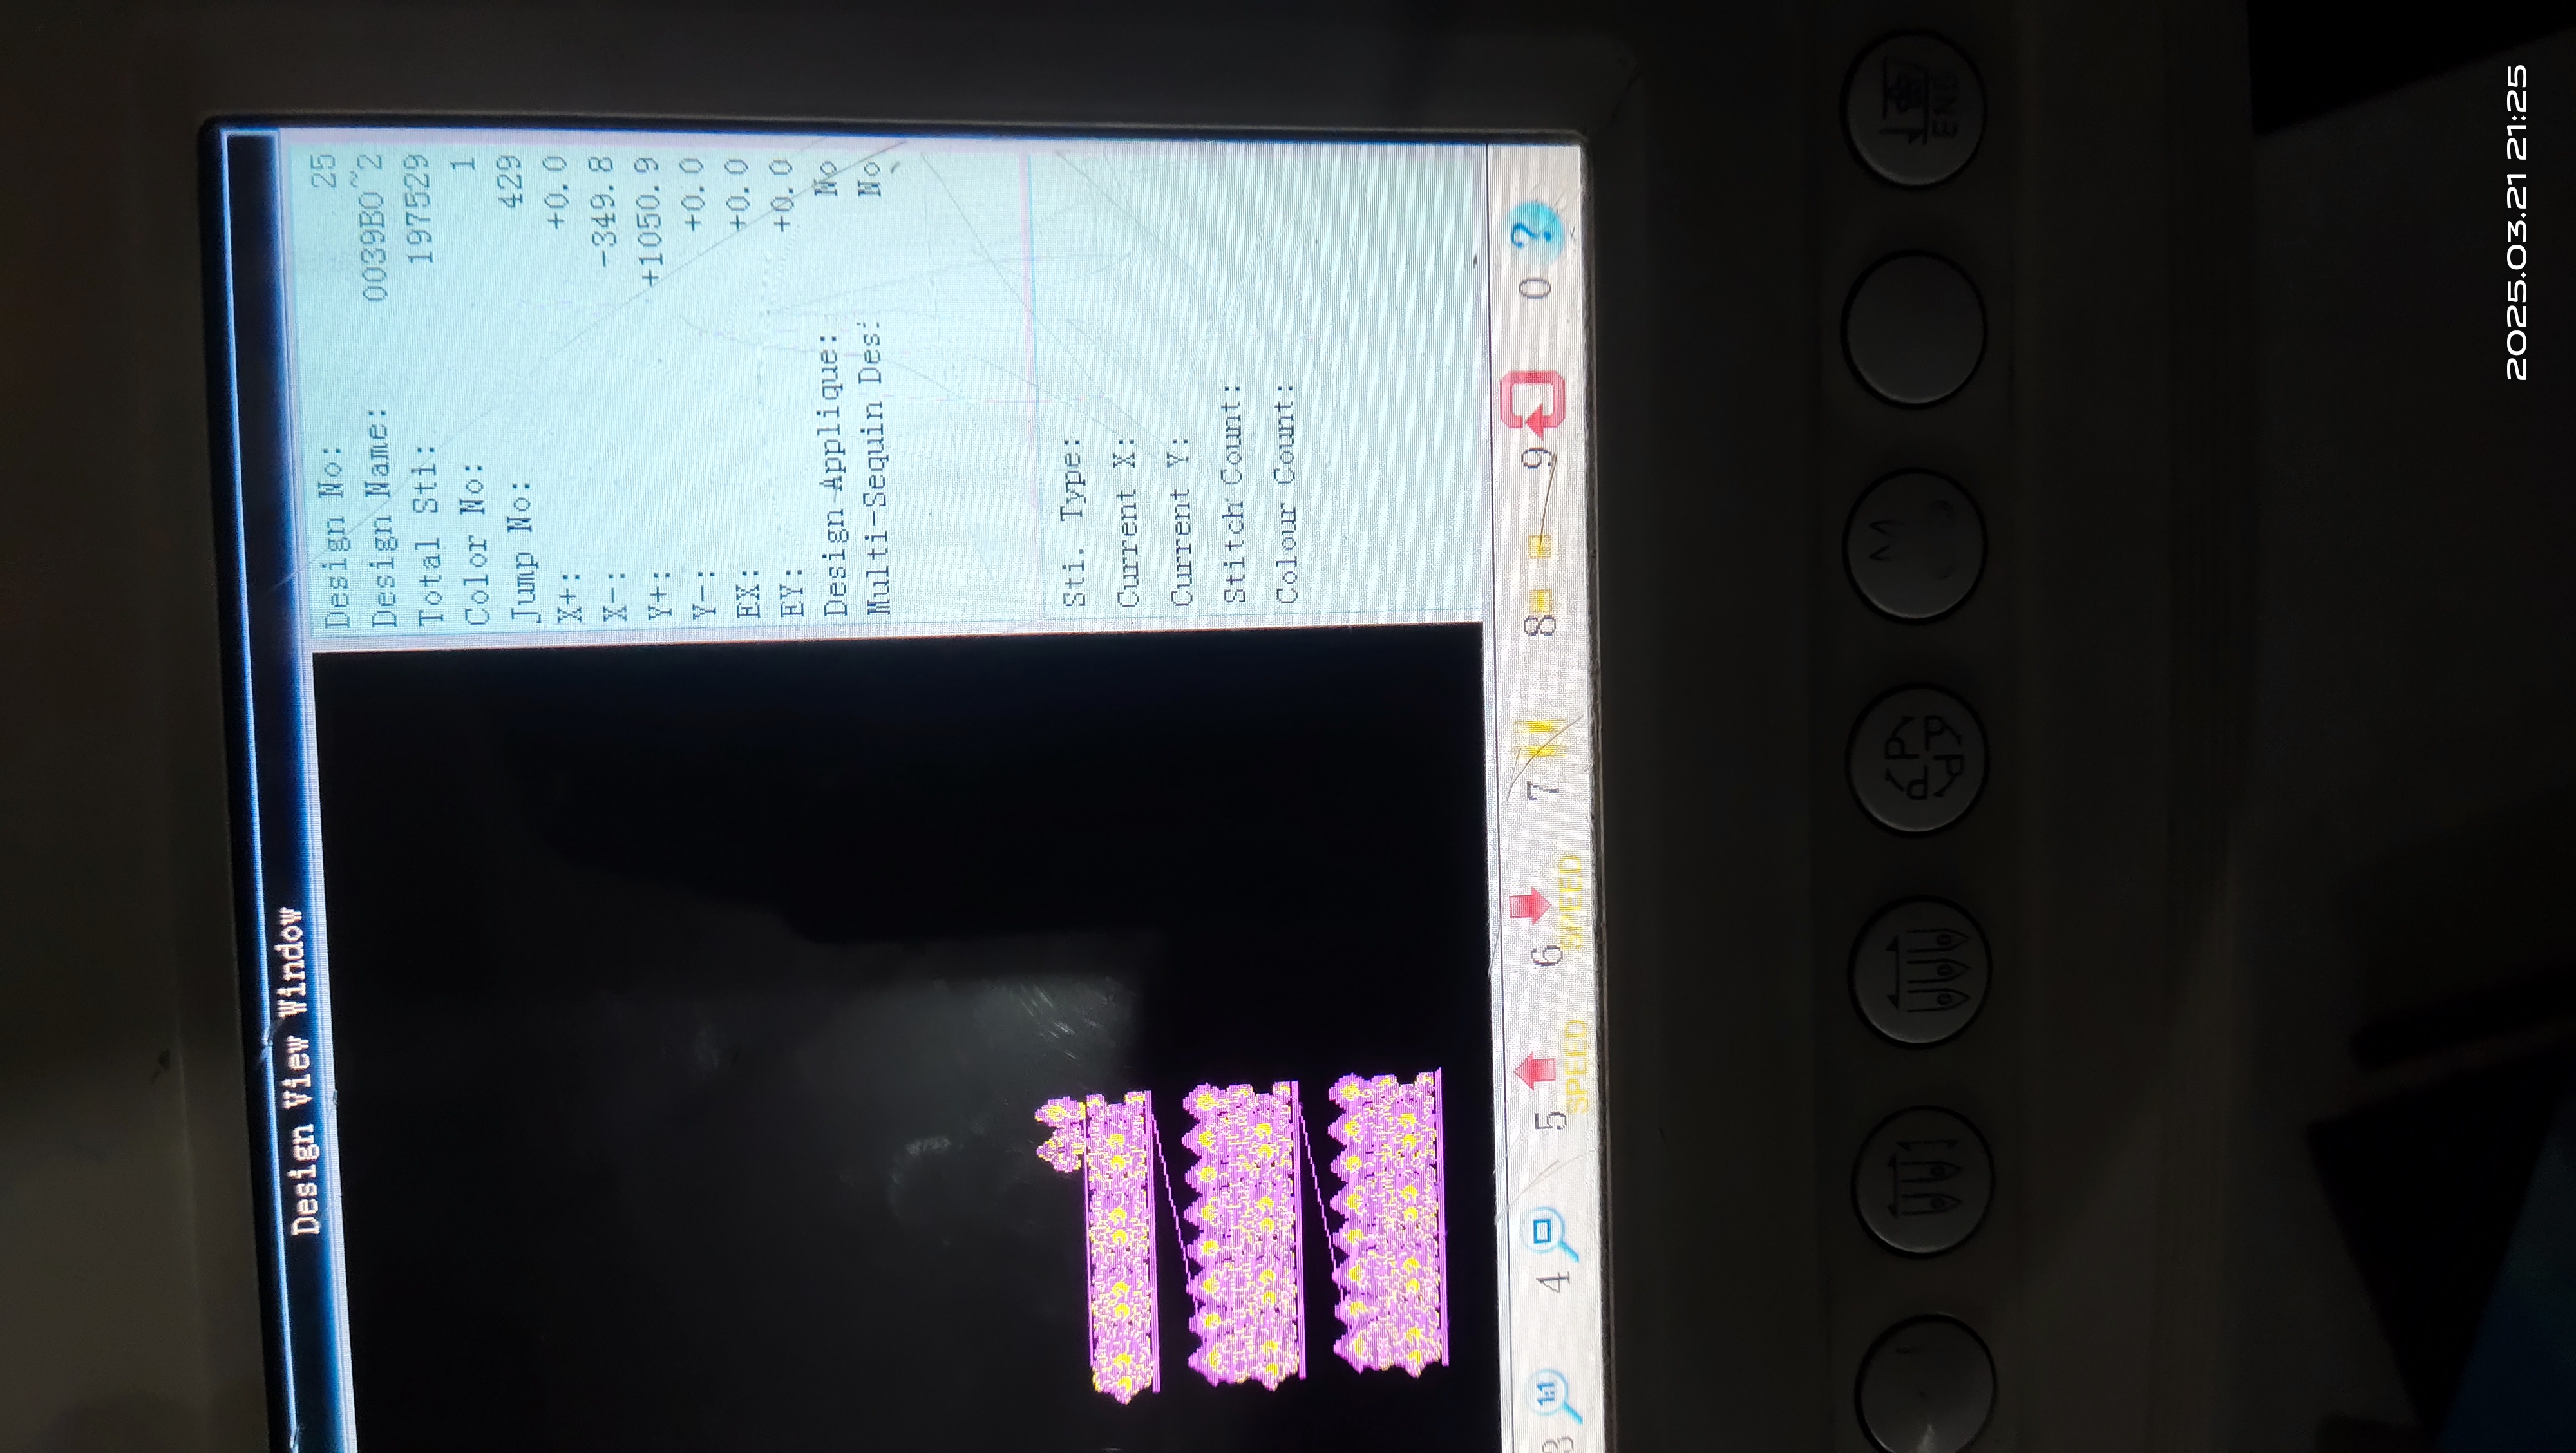 Design View Window
Design No: 25
Design Name: 0039BO~2
Total Sti: 197529
Color No: 1
Jump No: 429
X+: +0.0
X-: -349.8
Y+: +1050.9
Y-: +0.0
EX: +0.0
EY: +0.0
Design Applique: No
Multi-Sequin Des: No
Sti. Type:
Current X:
Current Y:
Stitch Count:
Colour Count:
3 1:1 4 5 SPEED 6 SPEED 7 8 9 0 ?
P P P P M END
2025.03.21 21:25